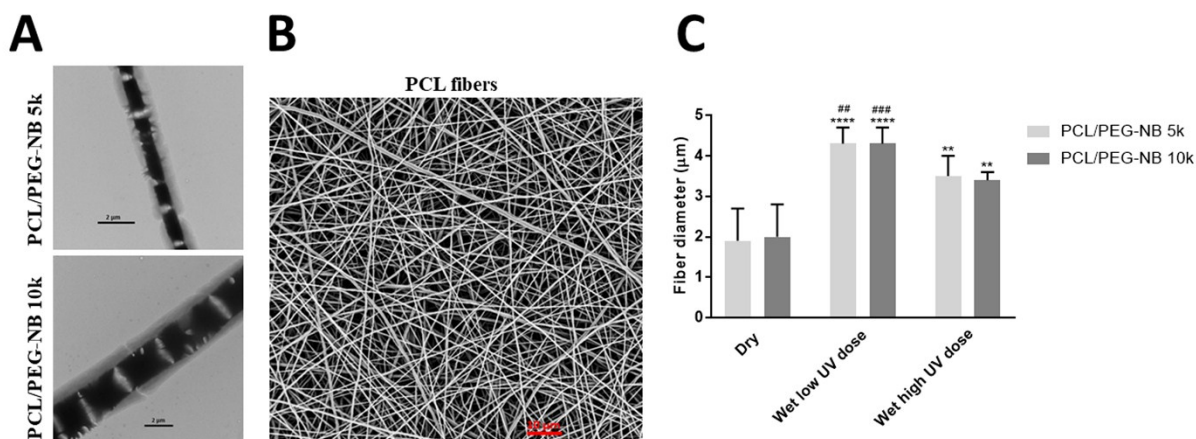 A
PCL/PEG-NB 5k
2 µm
PCL/PEG-NB 10k
2 µm
B
PCL fibers
C
Fiber diameter (µm)
5
4
3
2
1
0
## ###
**** ****
** **
Dry
Wet low UV dose
Wet high UV dose
PCL/PEG-NB 5k
PCL/PEG-NB 10k